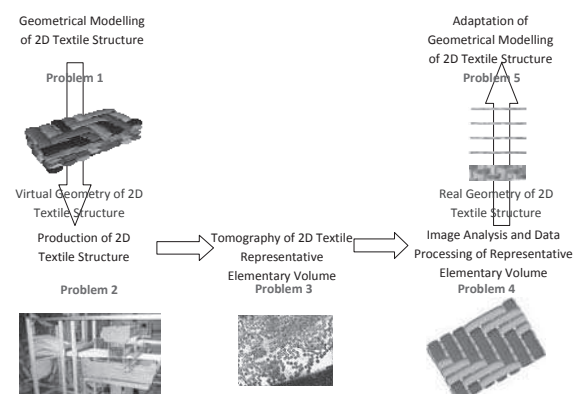 Geometrical Modelling
of 2D Textile Structure
Problem 1
Virtual Geometry of 2D
Textile Structure
Production of 2D
Textile Structure
Problem 2
Tomography of 2D Textile
Representative
Elementary Volume
Problem 3
Adaptation of
Geometrical Modelling
of 2D Textile Structure
Problem 5
Real Geometry of 2D
Textile Structure
Image Analysis and Data
Processing of Representative
Elementary Volume
Problem 4